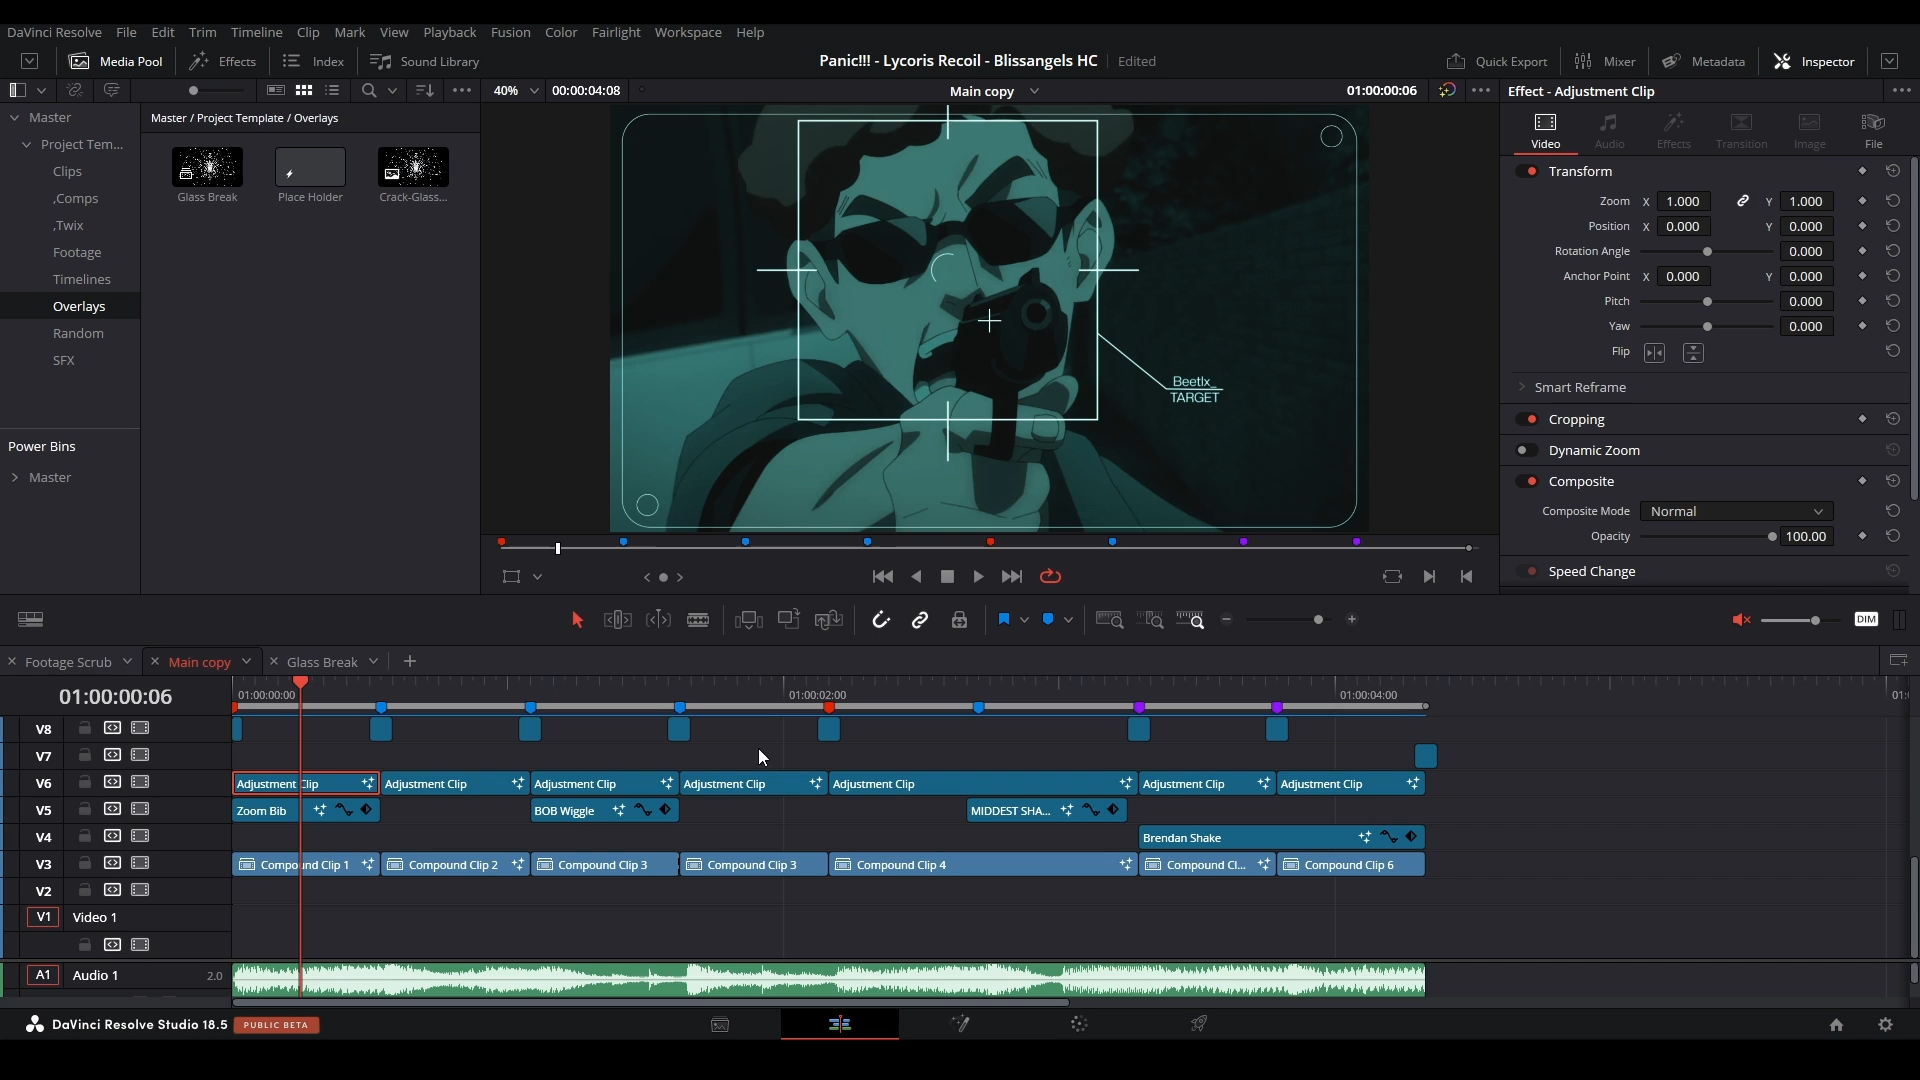 DaVinci Resolve File Edit Trim Timeline Clip Mark View Playback Fusion Color Fairlight Workspace Help
Media Pool Effects Index Sound Library Panic!!! - Lycoris Recoil - Blissangels HC Edited Quick Export Mixer Metadata Inspector
40% 00:00:04:08 Main copy 01:00:00:06 Effect - Adjustment Clip
Master
Project Tem...
Clips
,Comps
,Twix
Footage
Timelines
Overlays
Random
SFX
Power Bins
Master
Master / Project Template / Overlays
Glass Break Place Holder Crack-Glass...
Beetlx_
TARGET
Video Audio Effects Transition Image File
Transform
Zoom X 1.000 Y 1.000
Position X 0.000 Y 0.000
Rotation Angle 0.000
Anchor Point X 0.000 Y 0.000
Pitch 0.000
Yaw 0.000
Flip
Smart Reframe
Cropping
Dynamic Zoom
Composite
Composite Mode Normal
Opacity 100.00
Speed Change
DIM
Footage Scrub Main copy Glass Break
01:00:00:06 01:00:00:00 01:00:02:00 01:00:04:00
V8
V7
V6 Adjustment Clip Adjustment Clip Adjustment Clip Adjustment Clip Adjustment Clip Adjustment Clip Adjustment Clip
V5 Zoom Bib BOB Wiggle MIDDEST SHA...
V4 Brendan Shake
V3 Compound Clip 1 Compound Clip 2 Compound Clip 3 Compound Clip 3 Compound Clip 4 Compound Cl... Compound Clip 6
V2
V1 Video 1
A1 Audio 1 2.0
DaVinci Resolve Studio 18.5 PUBLIC BETA